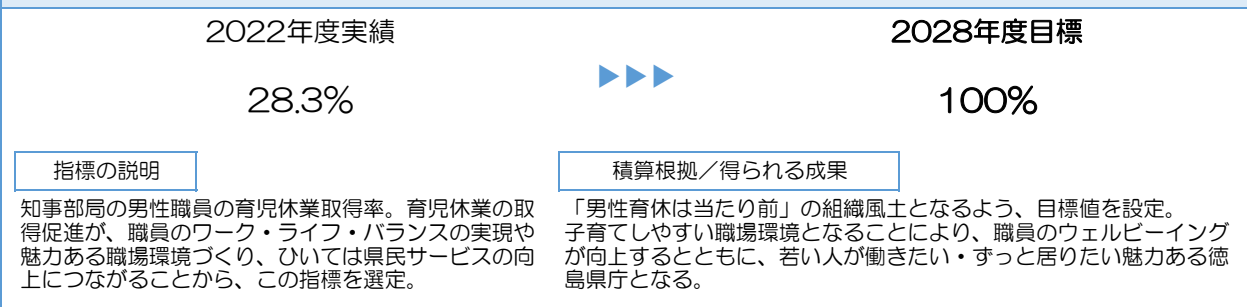 2022年度実績
2028年度目標
▶▶▶
28.3%
100%
指標の説明
積算根拠／得られる成果
知事部局の男性職員の育児休業取得率。育児休業の取
得促進が、職員のワーク・ライフ・バランスの実現や
魅力ある職場環境づくり、ひいては県民サービスの向
上につながることから、この指標を選定。
「男性育休は当たり前」の組織風土となるよう、目標値を設定。
子育てしやすい職場環境となることにより、職員のウェルビーイング
が向上するとともに、若い人が働きたい・ずっと居りたい魅力ある徳
島県庁となる。